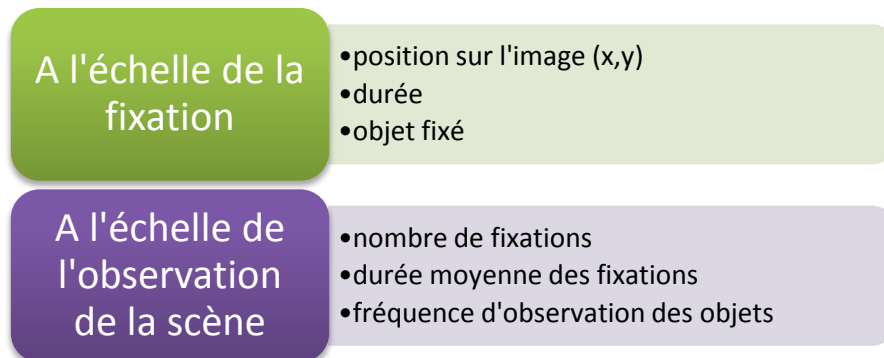 A l'échelle de la
fixation
•position sur l'image (x,y)
•durée
•objet fixé
A l'échelle de
l'observation
de la scène
•nombre de fixations
•durée moyenne des fixations
•fréquence d'observation des objets